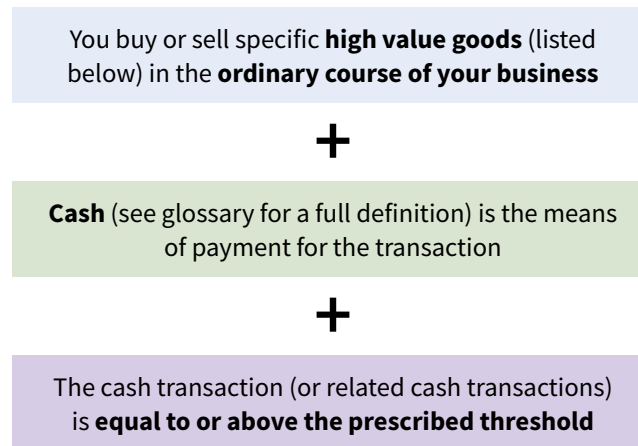 You buy or sell specific high value goods (listed
below) in the ordinary course of your business
+
Cash (see glossary for a full definition) is the means
of payment for the transaction
+
The cash transaction (or related cash transactions)
is equal to or above the prescribed threshold